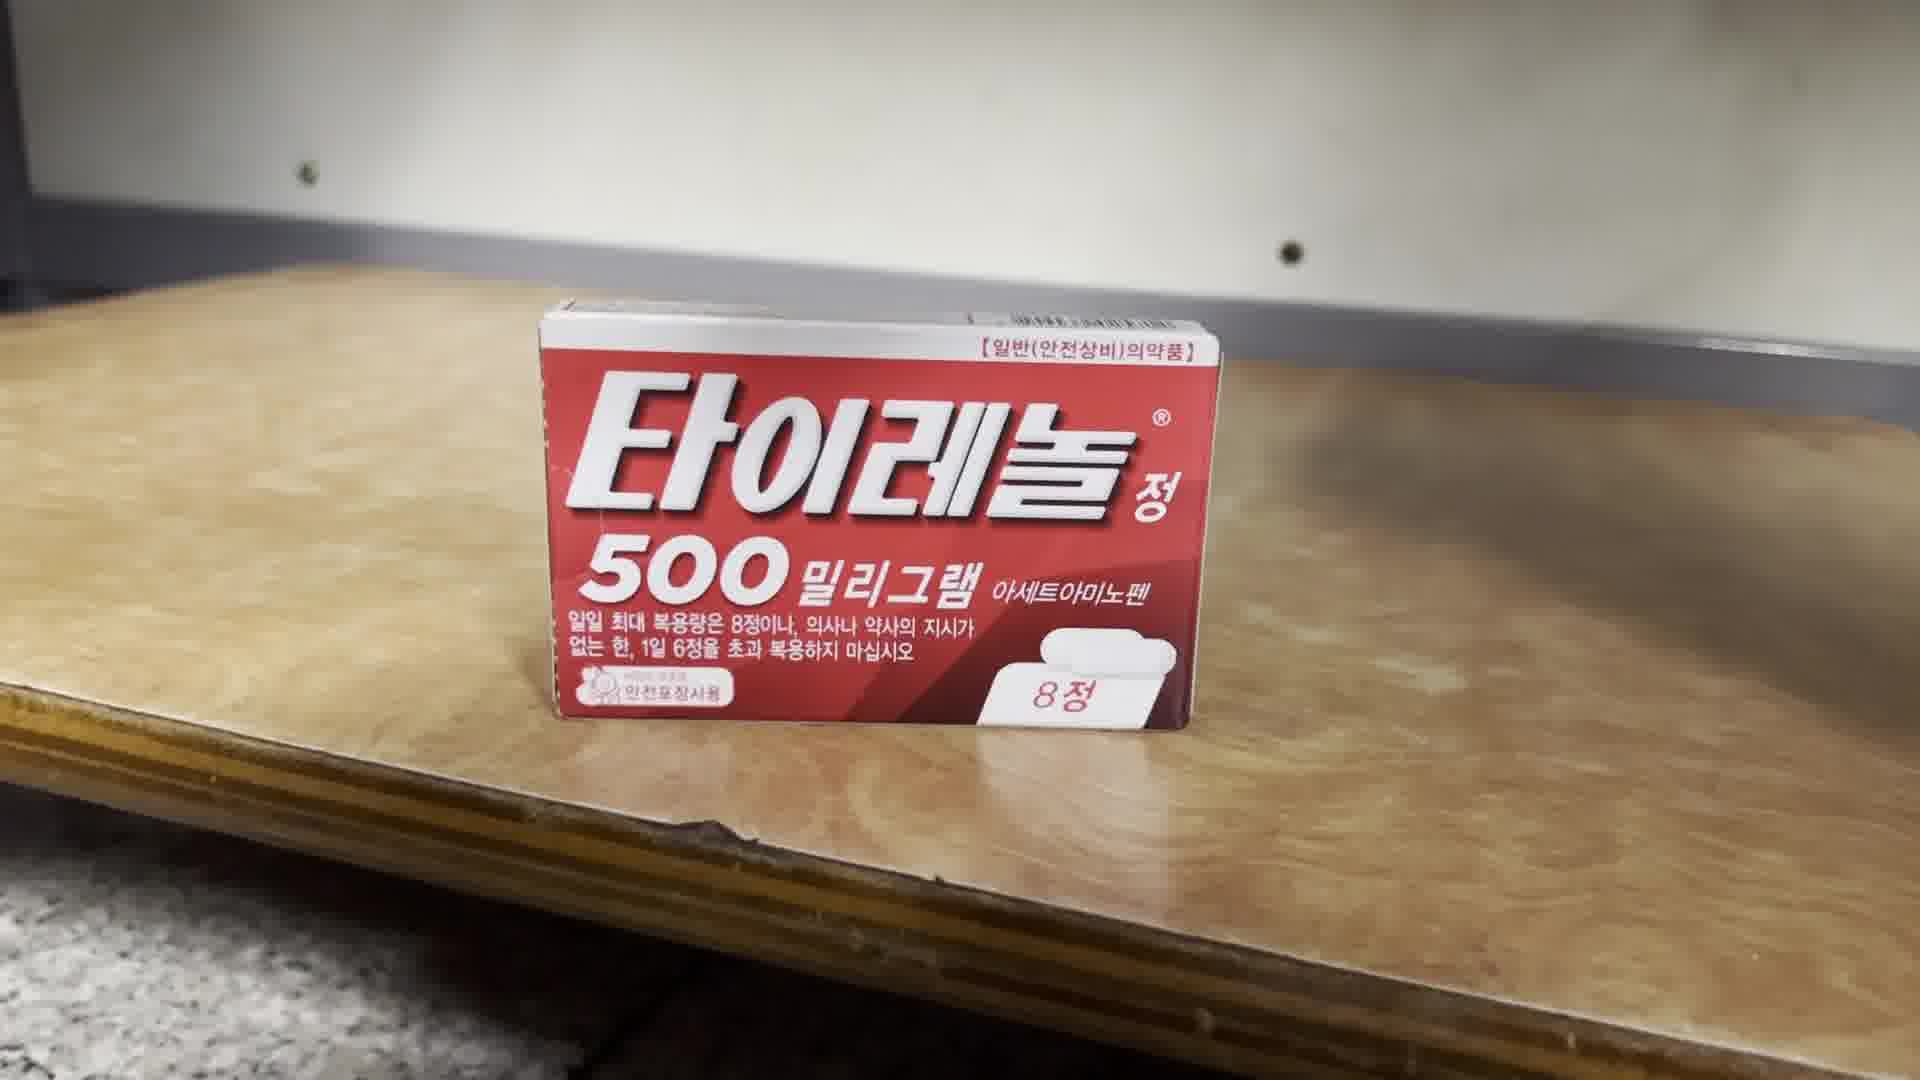 【일반(안전상비)의약품】
타이레놀® 정
500 밀리그램 아세트아미노펜
일일 최대 복용량은 8정이나, 의사나 약사의 지시가
없는 한, 1일 6정을 초과 복용하지 마십시오
안전포장사용
8정